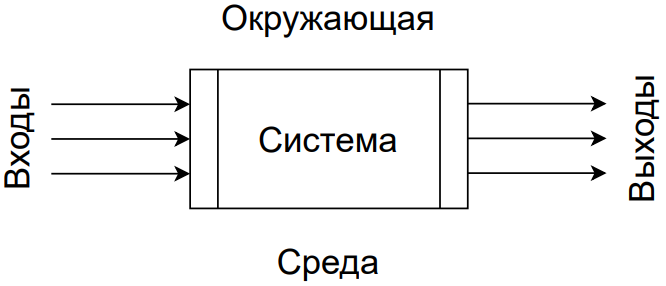 Окружающая
Входы
Система
Выходы
Среда